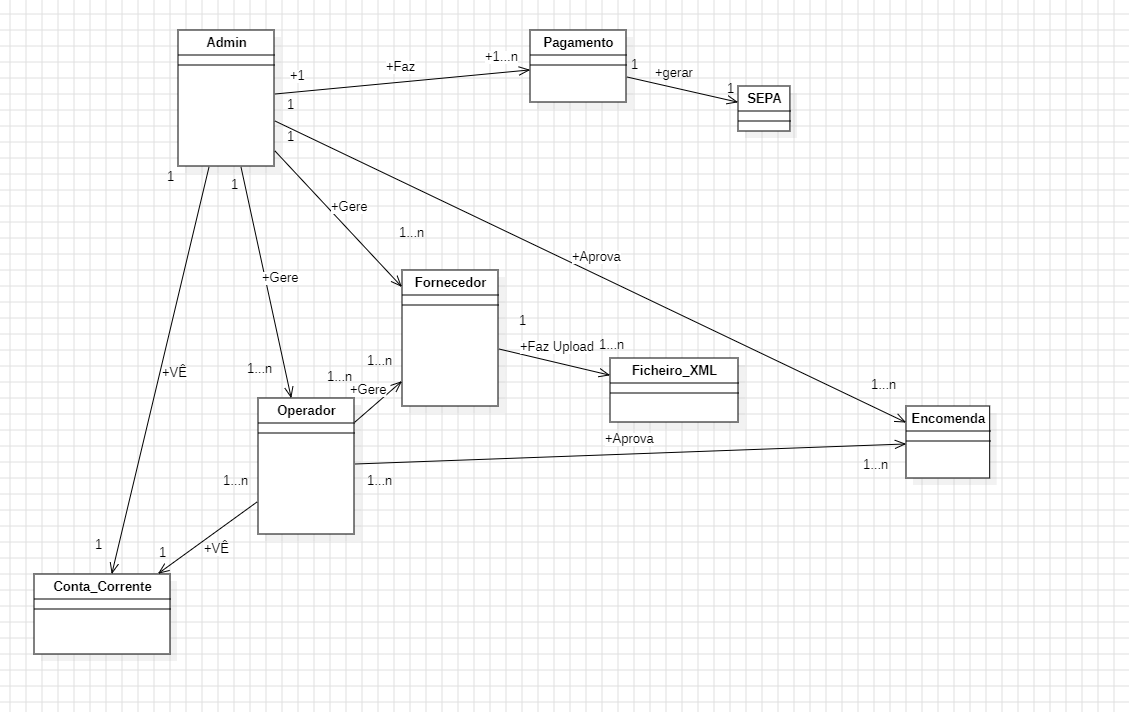 Admin
Pagamento
+1...n
+Faz
1
+gerar
+1
1
SEPA
1
1
1
1
+Gere
1...n
+Aprova
+Gere
Fornecedor
1
+Faz Upload
1...n
1...n
+VÊ
1...n
1...n
Ficheiro_XML
+Gere
1...n
Operador
Encomenda
+Aprova
1...n
1...n
1...n
1
1
+VÊ
Conta_Corrente